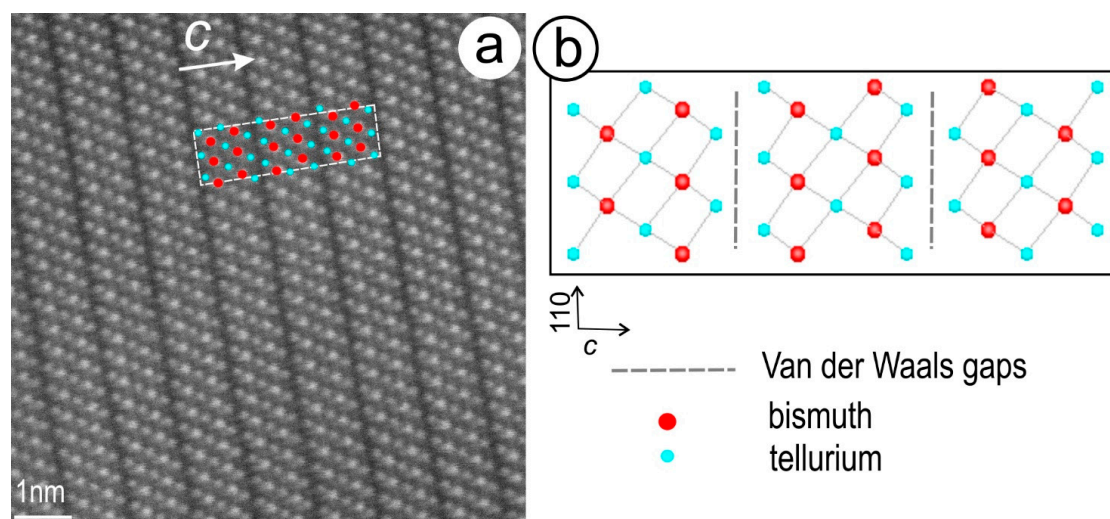 a
c
1nm
b
110
c
Van der Waals gaps
bismuth
tellurium